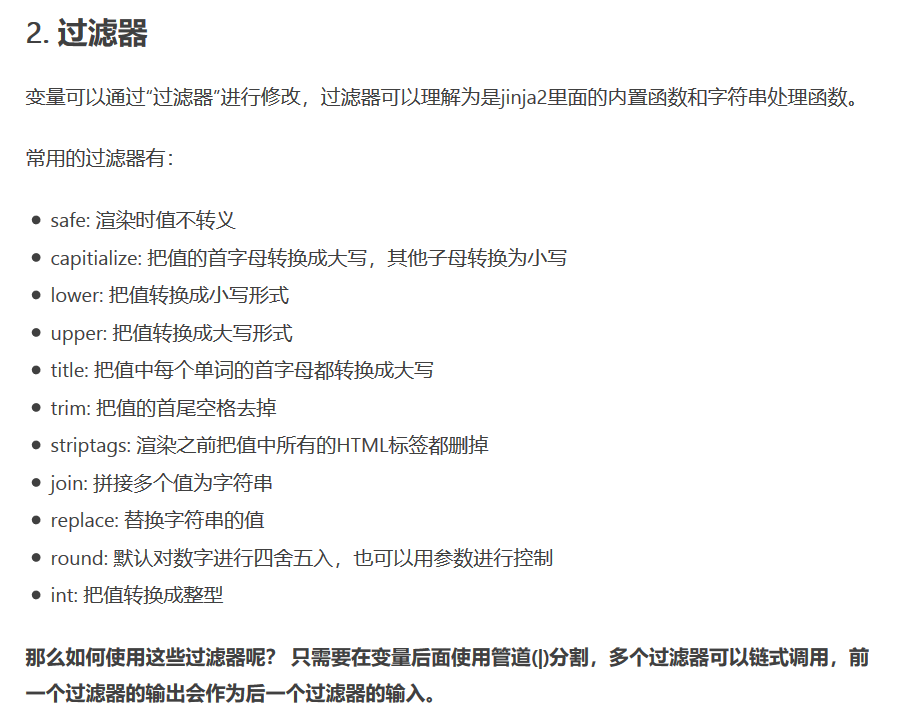 2. 过滤器
变量可以通过“过滤器”进行修改，过滤器可以理解为是jinja2里面的内置函数和字符串处理函数。
常用的过滤器有：
safe: 渲染时值不转义
capitialize: 把值的首字母转换成大写，其他子母转换为小写
lower: 把值转换成小写形式
upper: 把值转换成大写形式
title: 把值中每个单词的首字母都转换成大写
trim: 把值的首尾空格去掉
striptags: 渲染之前把值中所有的HTML标签都删掉
join: 拼接多个值为字符串
replace: 替换字符串的值
round: 默认对数字进行四舍五入，也可以用参数进行控制
int: 把值转换成整型
那么如何使用这些过滤器呢？ 只需要在变量后面使用管道(|)分割，多个过滤器可以链式调用，前
一个过滤器的输出会作为后一个过滤器的输入。